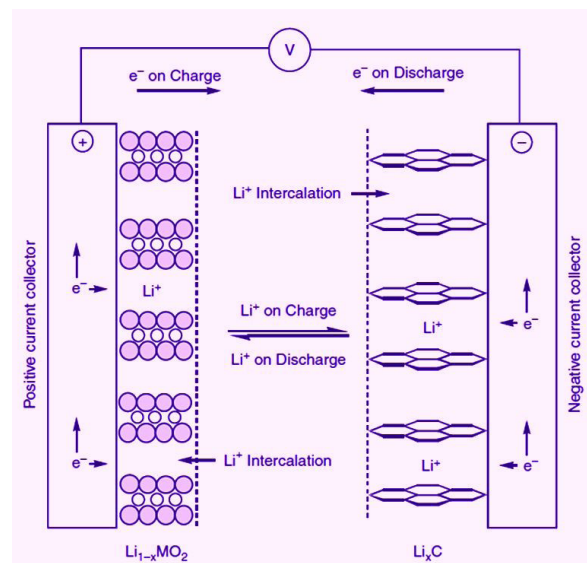 V
e⁻ on Charge
e⁻ on Discharge
+
−
Li⁺ Intercalation
Positive current collector
Negative current collector
e⁻
Li⁺
Li⁺
e⁻
Li⁺ on Charge
Li⁺ on Discharge
e⁻
Li⁺ Intercalation
Li⁺
e⁻
Li₁₋ₓMO₂
LiₓC